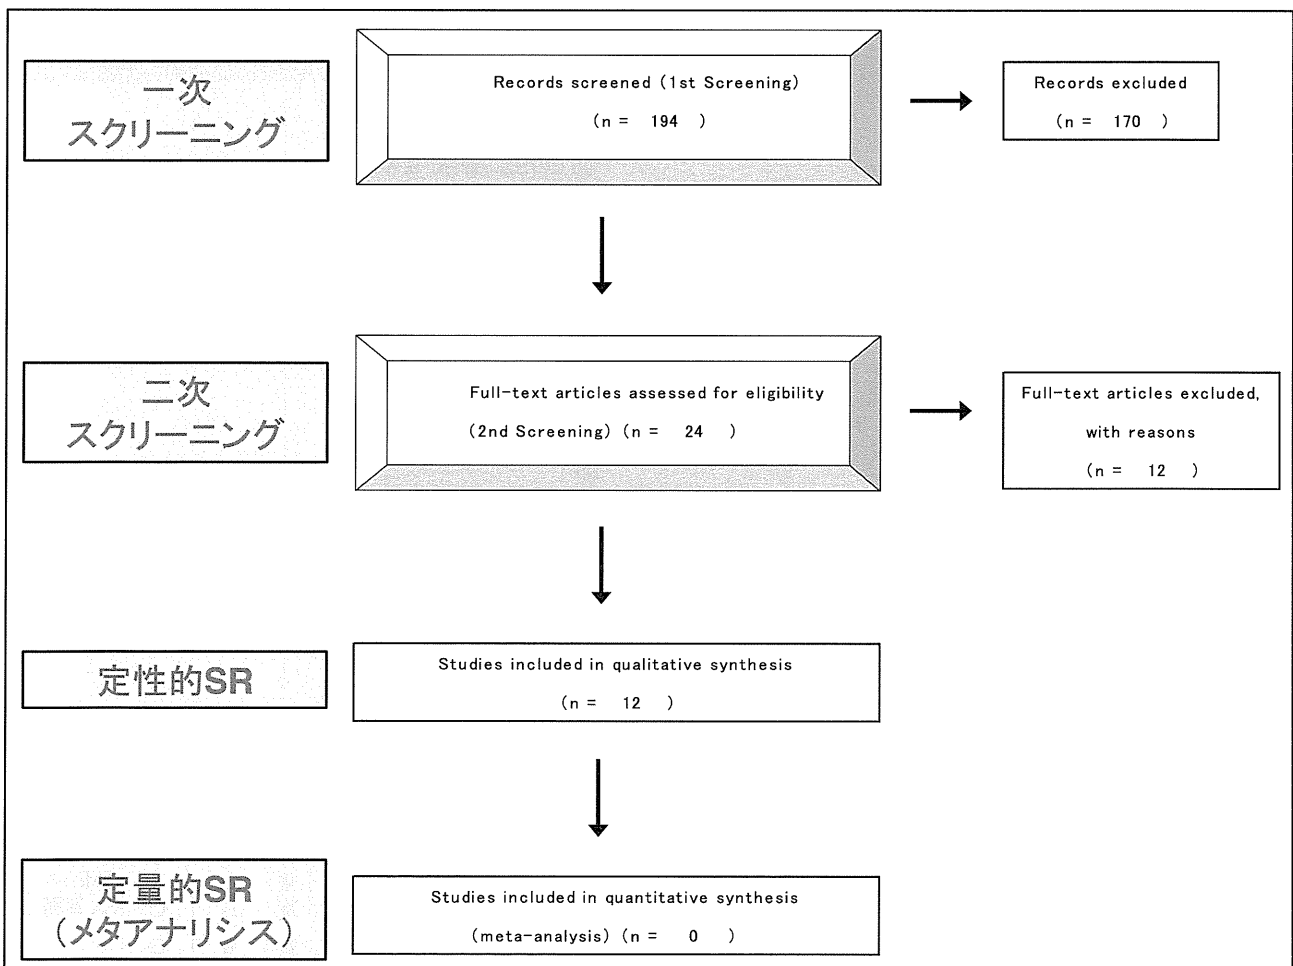 一次
スクリーニング
Records screened (1st Screening)
(n = 194 )
Records excluded
(n = 170 )
二次
スクリーニング
Full-text articles assessed for eligibility
(2nd Screening) (n = 24 )
Full-text articles excluded,
with reasons
(n = 12 )
定性的SR
Studies included in qualitative synthesis
(n = 12 )
定量的SR
(メタアナリシス)
Studies included in quantitative synthesis
(meta-analysis) (n = 0 )